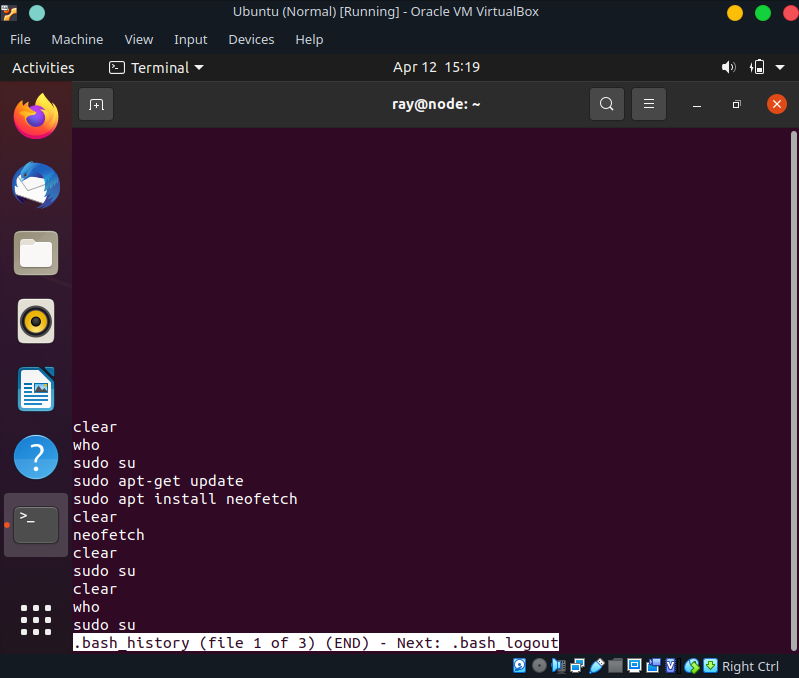 Ubuntu (Normal) [Running] - Oracle VM VirtualBox
File Machine View Input Devices Help
Activities Terminal Apr 12 15:19
ray@node: ~
clear
who
sudo su
sudo apt-get update
sudo apt install neofetch
clear
neofetch
clear
sudo su
clear
who
sudo su
.bash_history (file 1 of 3) (END) - Next: .bash_logout
Right Ctrl